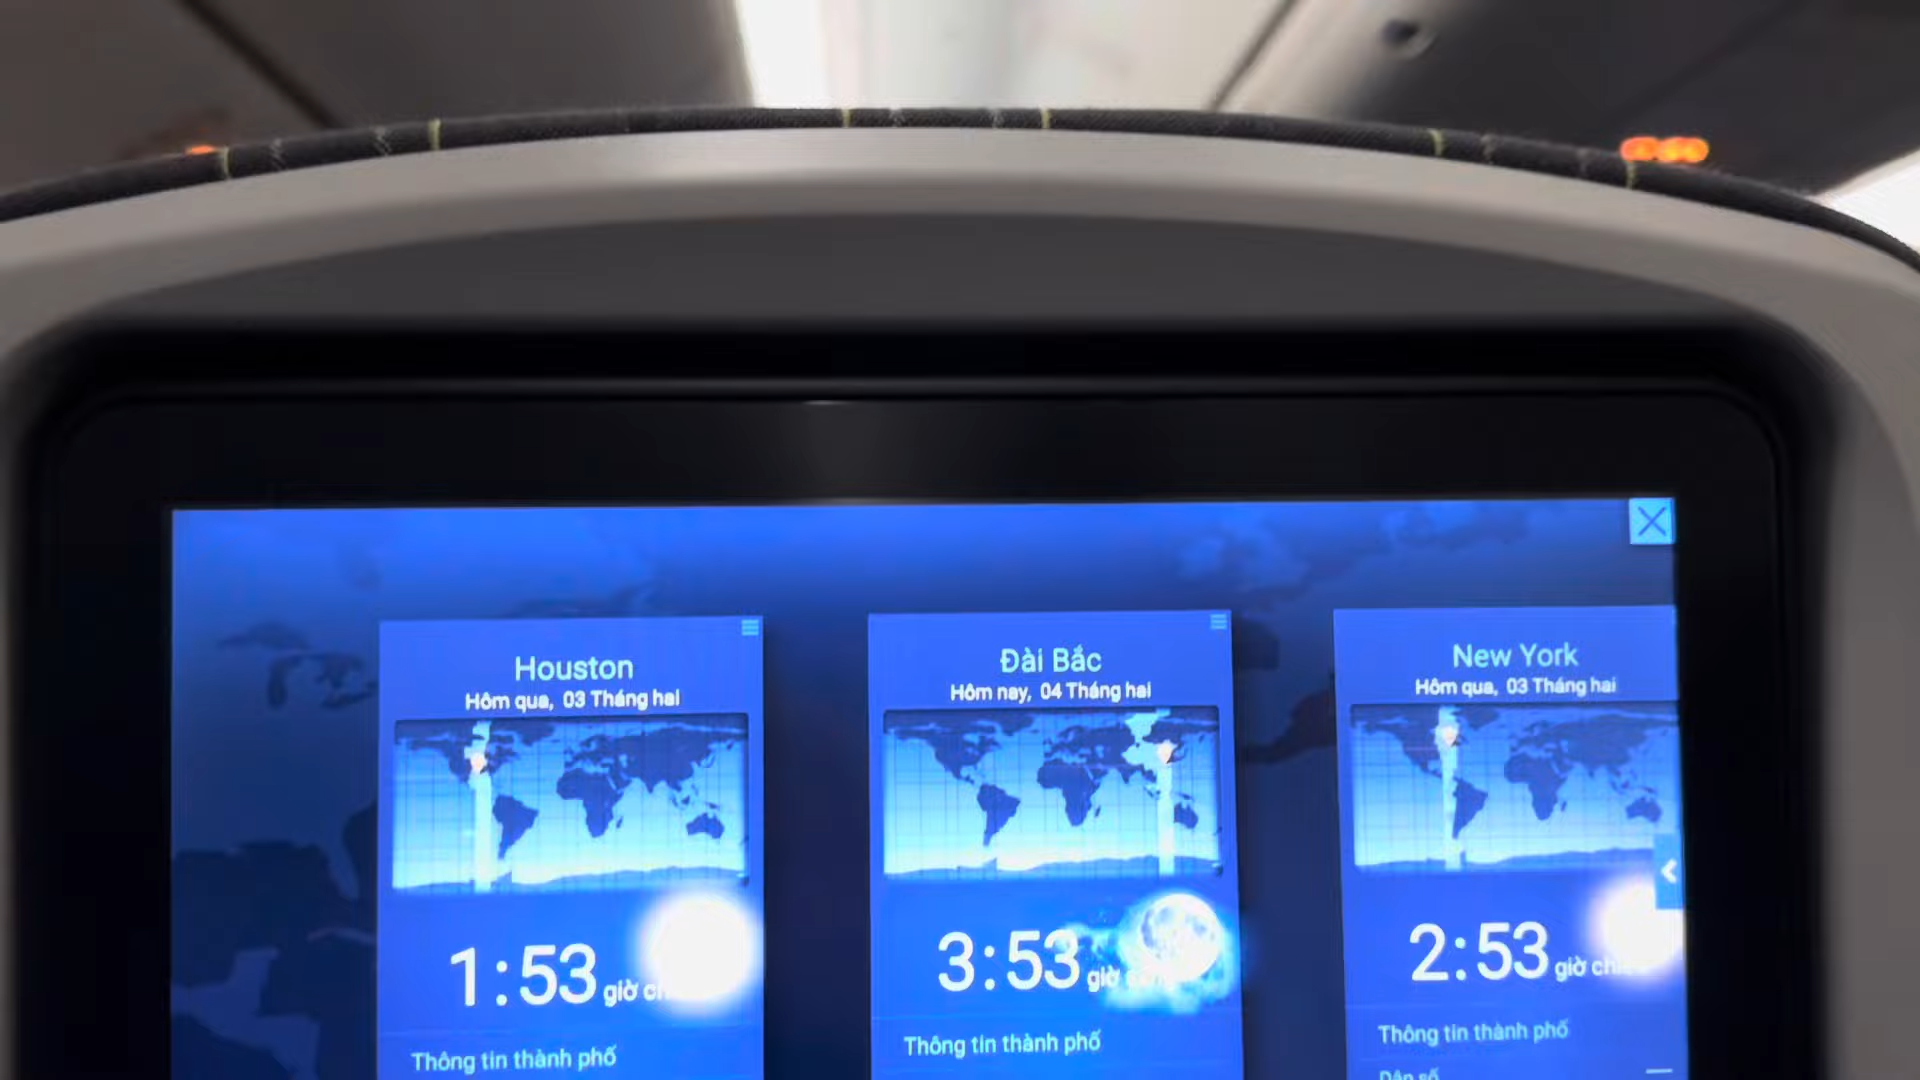 Houston
Hôm qua, 03 Tháng hai
1:53 giờ
Thông tin thành phố
Đài Bắc
Hôm nay, 04 Tháng hai
3:53 giờ
Thông tin thành phố
New York
Hôm qua, 03 Tháng hai
2:53 giờ
Thông tin thành phố
Dân số